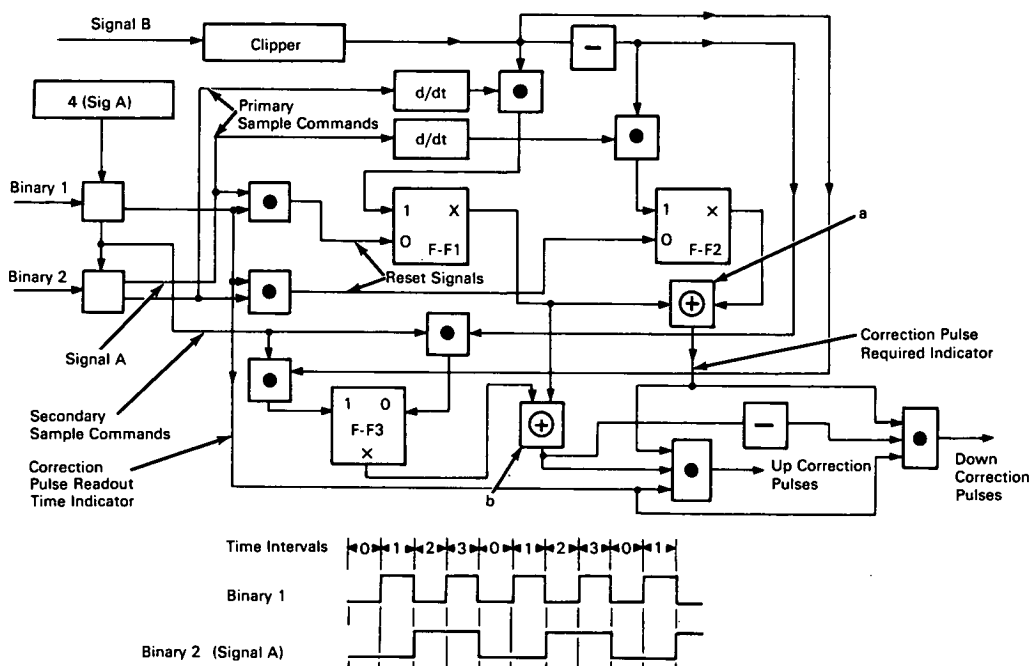 Signal B
Clipper
−
4 (Sig A)
Primary
Sample Commands
d/dt
d/dt
Binary 1
Binary 2
1 X
0
F-F1
1 X
0
F-F2
a
+
Reset Signals
Signal A
Correction Pulse
Required Indicator
Secondary
Sample Commands
1 0
F-F3
X
+
−
b
Correction
Pulse Readout
Time Indicator
Up Correction
Pulses
Down
Correction
Pulses
Time Intervals 0 1 2 3 0 1 2 3 0 1
Binary 1
Binary 2 (Signal A)